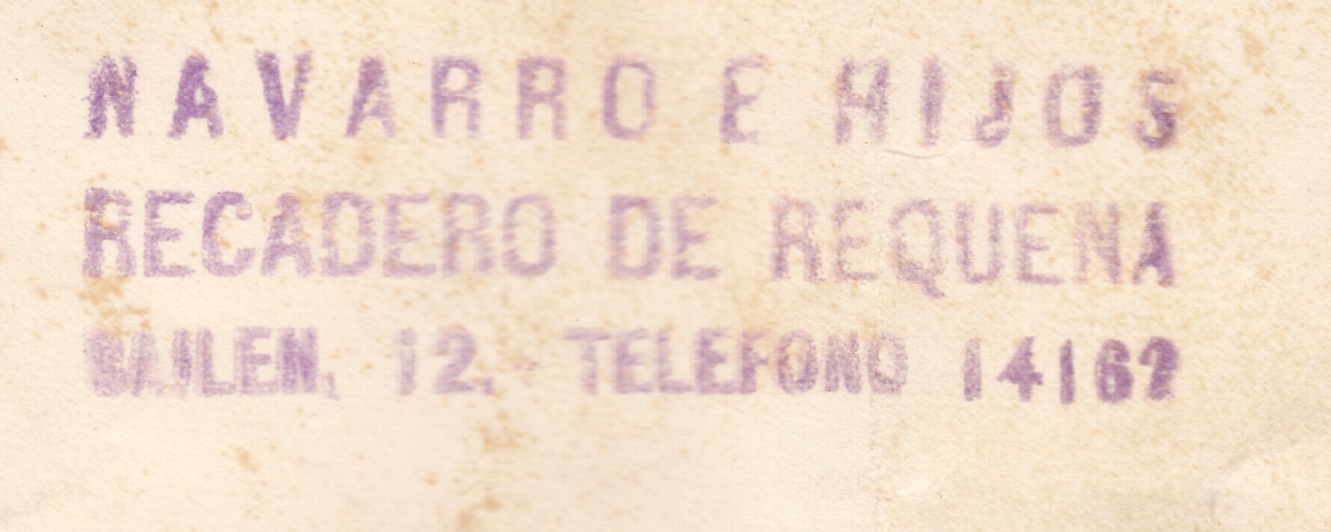 NAVARRO E HIJOS
RECADERO DE REQUENA
BAILEN, 12.- TELEFONO 14162